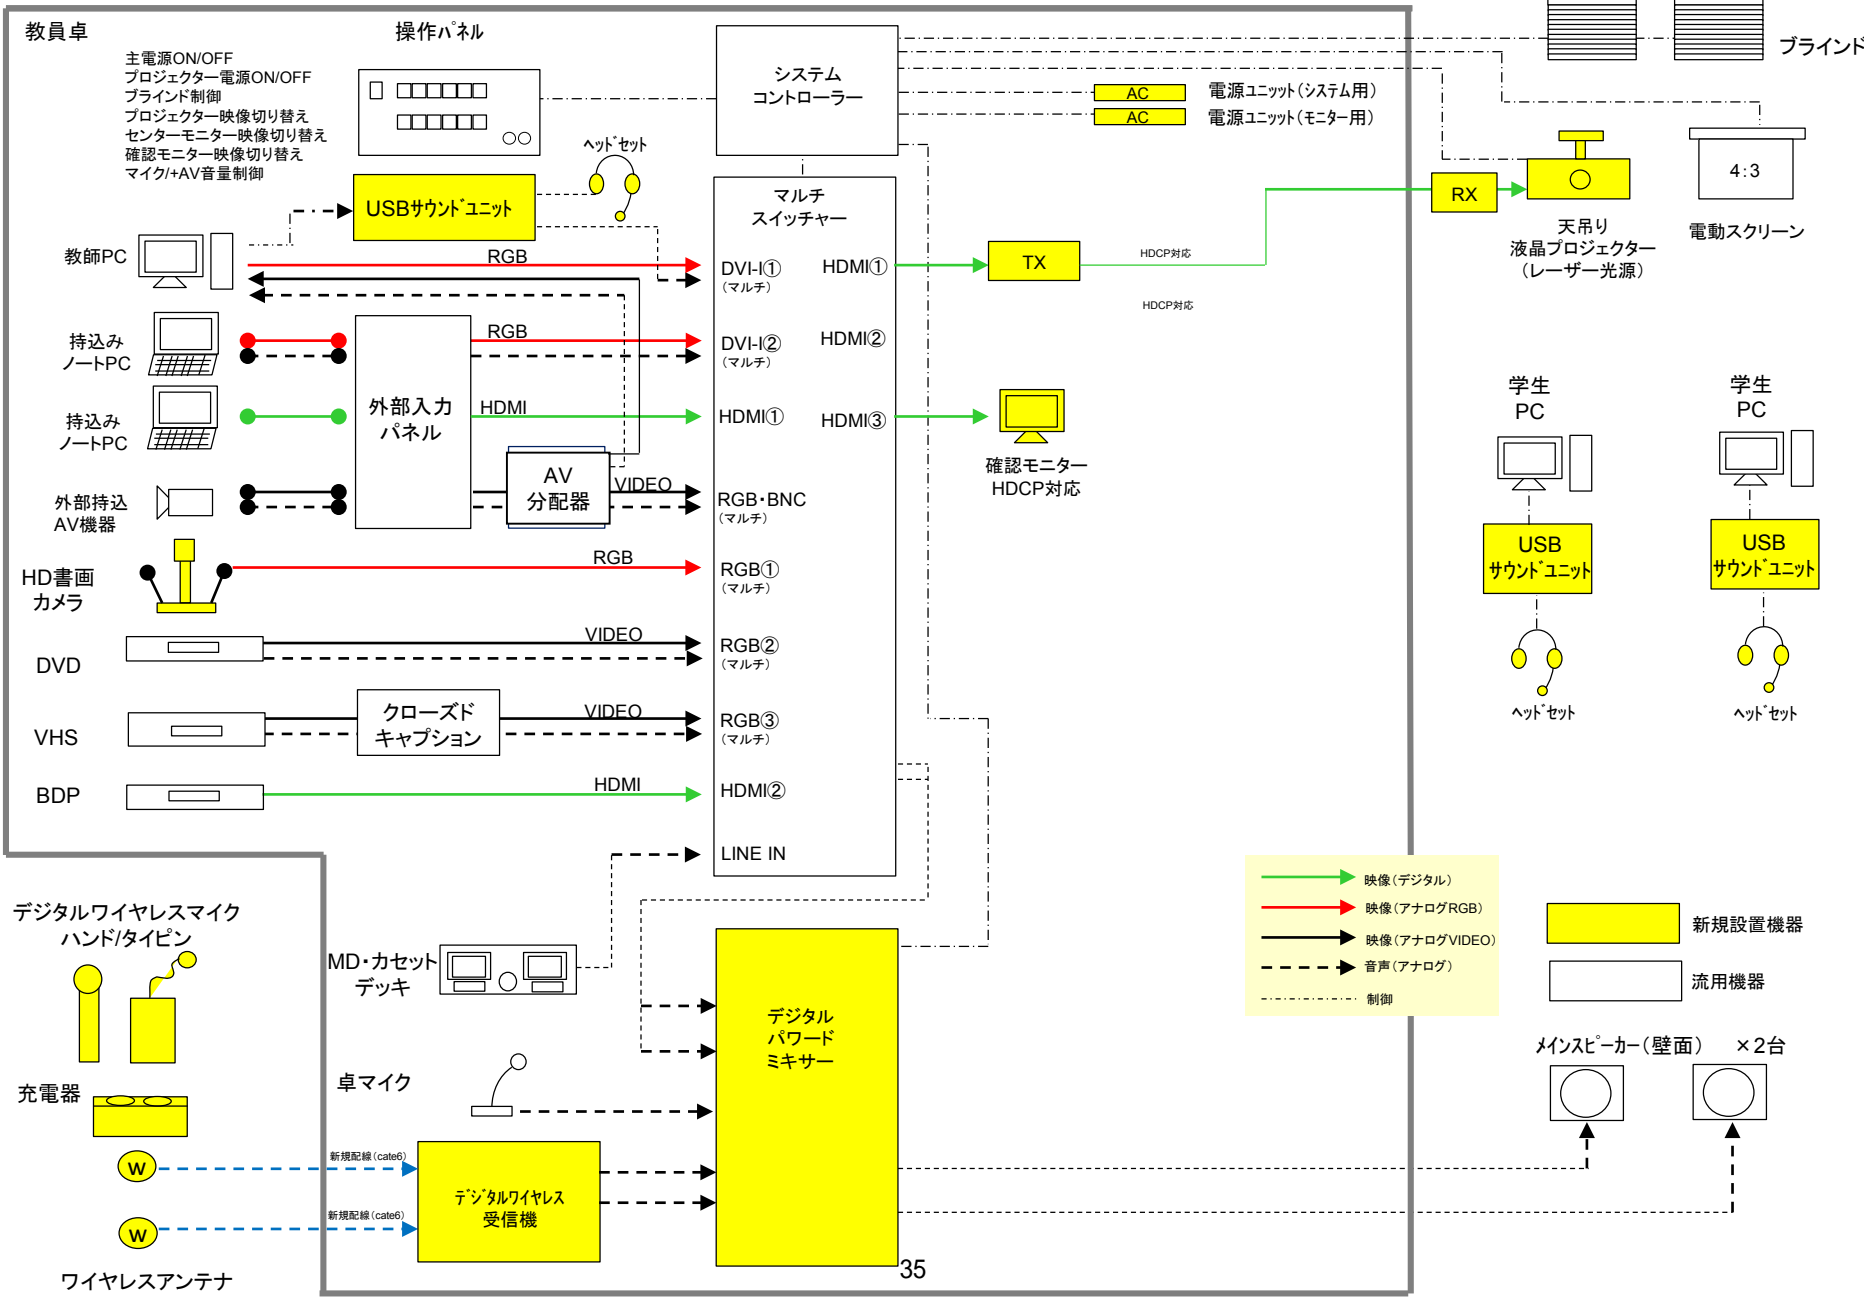 教員卓
操作パネル
主電源ON/OFF
プロジェクター電源ON/OFF
ブラインド制御
プロジェクター映像切り替え
センターモニター映像切り替え
確認モニター映像切り替え
マイク/+AV音量制御
システム
コントローラー
AC
電源ユニット(システム用)
AC
電源ユニット(モニター用)
ブラインド
ヘッドセット
USBサウンドユニット
マルチ
スイッチャー
教師PC
RGB
DVI-I①
(マルチ)
HDMI①
TX
HDCP対応
HDCP対応
RX
天吊り
液晶プロジェクター
(レーザー光源)
4:3
電動スクリーン
持込み
ノートPC
RGB
DVI-I②
(マルチ)
HDMI②
持込み
ノートPC
外部入力
パネル
HDMI
HDMI①
HDMI③
確認モニター
HDCP対応
外部持込
AV機器
AV
分配器
VIDEO
RGB・BNC
(マルチ)
HD書画
カメラ
RGB
RGB①
(マルチ)
DVD
VIDEO
RGB②
(マルチ)
VHS
クローズド
キャプション
VIDEO
RGB③
(マルチ)
BDP
HDMI
HDMI②
LINE IN
学生
PC
USB
サウンドユニット
ヘッドセット
学生
PC
USB
サウンドユニット
ヘッドセット
映像(デジタル)
映像(アナログRGB)
映像(アナログVIDEO)
音声(アナログ)
制御
新規設置機器
流用機器
デジタルワイヤレスマイク
ハンド/タイピン
充電器
W
W
ワイヤレスアンテナ
新規配線(cate6)
新規配線(cate6)
MD・カセット
デッキ
卓マイク
デジタルワイヤレス
受信機
デジタル
パワード
ミキサー
メインスピーカー(壁面) ×2台
35